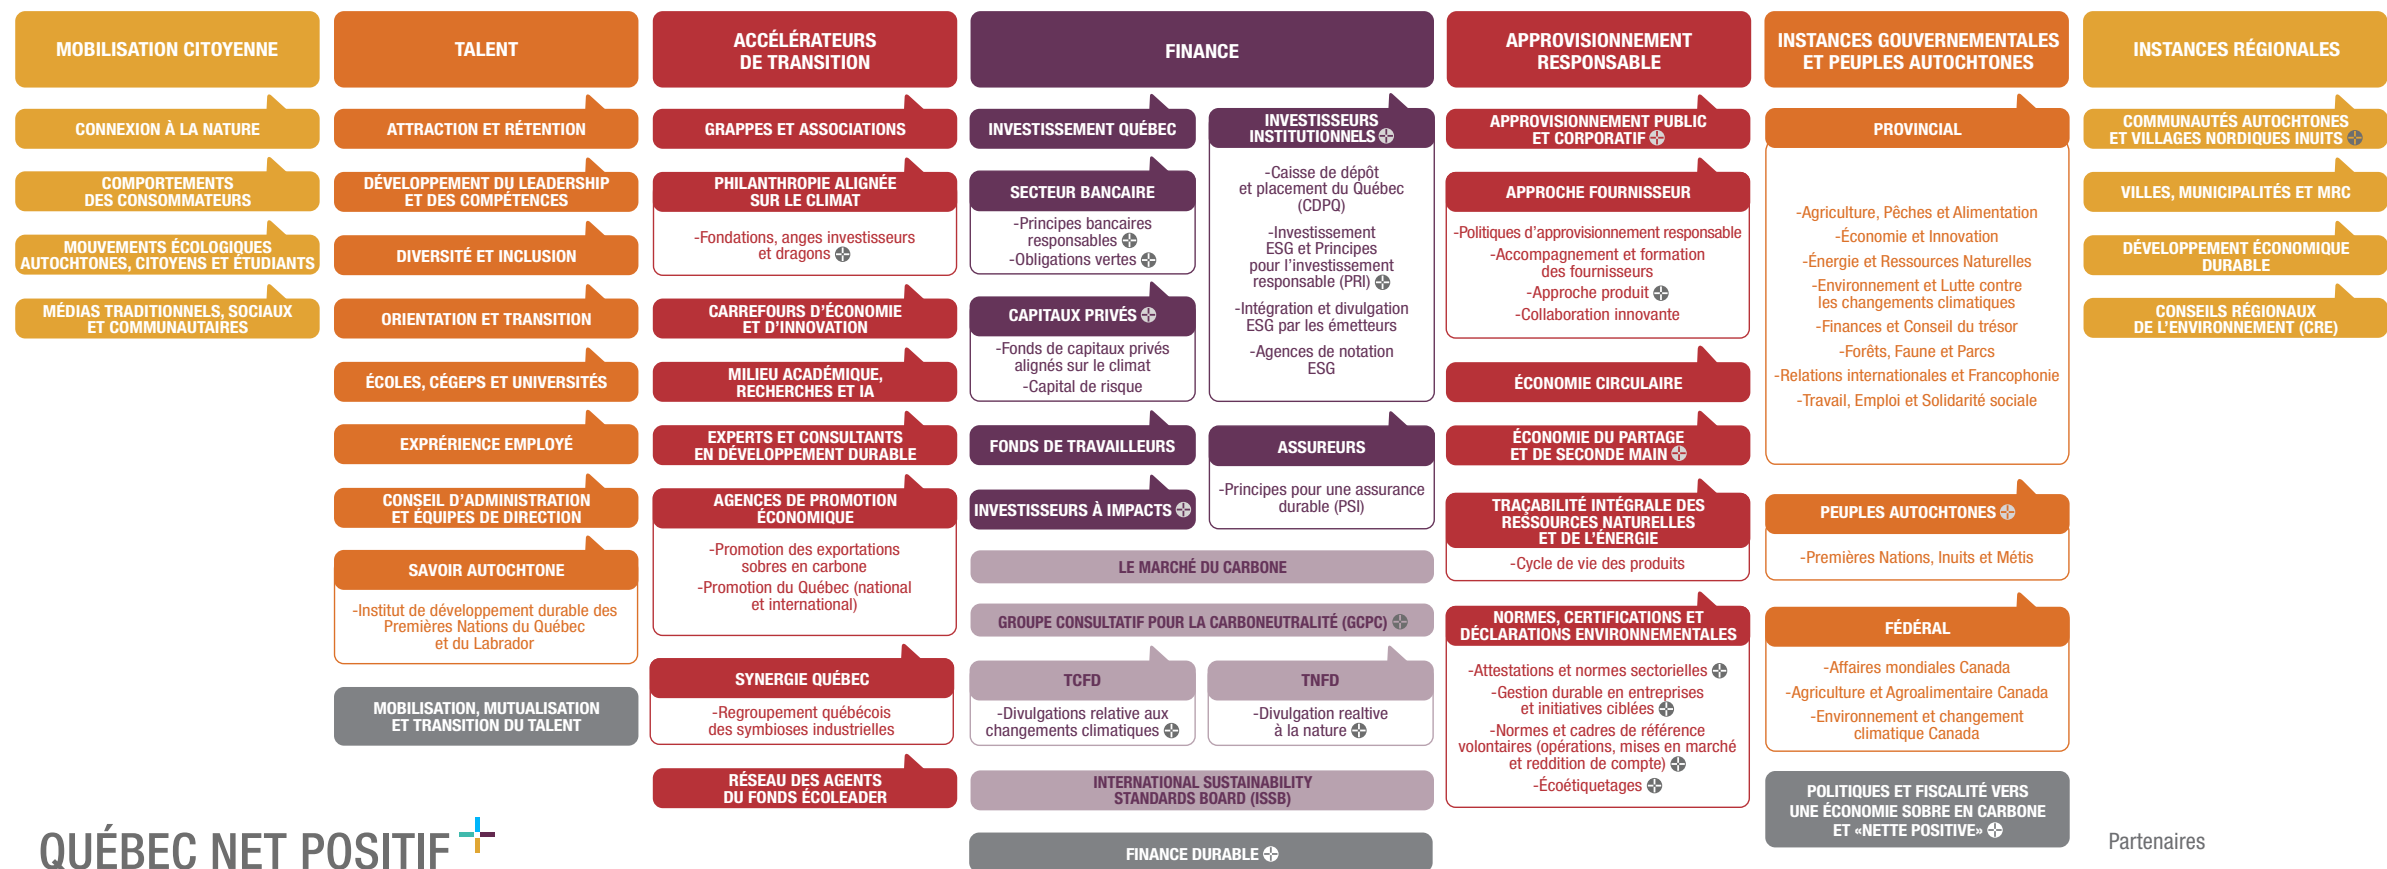 MOBILISATION CITOYENNE
CONNEXION À LA NATURE
COMPORTEMENTS
DES CONSOMMATEURS
MOUVEMENTS ÉCOLOGIQUES
AUTOCHTONES, CITOYENS ET ÉTUDIANTS
MÉDIAS TRADITIONNELS, SOCIAUX
ET COMMUNAUTAIRES
TALENT
ATTRACTION ET RÉTENTION
DÉVELOPPEMENT DU LEADERSHIP
ET DES COMPÉTENCES
DIVERSITÉ ET INCLUSION
ORIENTATION ET TRANSITION
ÉCOLES, CÉGEPS ET UNIVERSITÉS
EXPRÉRIENCE EMPLOYÉ
CONSEIL D'ADMINISTRATION
ET ÉQUIPES DE DIRECTION
SAVOIR AUTOCHTONE
-Institut de développement durable des
Premières Nations du Québec
et du Labrador
MOBILISATION, MUTUALISATION
ET TRANSITION DU TALENT
ACCÉLÉRATEURS
DE TRANSITION
GRAPPES ET ASSOCIATIONS
PHILANTHROPIE ALIGNÉE
SUR LE CLIMAT
-Fondations, anges investisseurs
et dragons
CARREFOURS D'ÉCONOMIE
ET D'INNOVATION
MILIEU ACADÉMIQUE,
RECHERCHES ET IA
EXPERTS ET CONSULTANTS
EN DÉVELOPPEMENT DURABLE
AGENCES DE PROMOTION
ÉCONOMIQUE
-Promotion des exportations
sobres en carbone
-Promotion du Québec (national
et international)
SYNERGIE QUÉBEC
-Regroupement québécois
des symbioses industrielles
RÉSEAU DES AGENTS
DU FONDS ÉCOLEADER
FINANCE
INVESTISSEMENT QUÉBEC
SECTEUR BANCAIRE
-Principes bancaires
responsables
-Obligations vertes
CAPITAUX PRIVÉS
-Fonds de capitaux privés
alignés sur le climat
-Capital de risque
FONDS DE TRAVAILLEURS
INVESTISSEURS À IMPACTS
INVESTISSEURS
INSTITUTIONNELS
-Caisse de dépôt
et placement du Québec
(CDPQ)
-Investissement
ESG et Principes
pour l'investissement
responsable (PRI)
-Intégration et divulgation
ESG par les émetteurs
-Agences de notation
ESG
ASSUREURS
-Principes pour une assurance
durable (PSI)
LE MARCHÉ DU CARBONE
GROUPE CONSULTATIF POUR LA CARBONEUTRALITÉ (GCPC)
TCFD
-Divulgations relative aux
changements climatiques
TNFD
-Divulgation realtive
à la nature
INTERNATIONAL SUSTAINABILITY
STANDARDS BOARD (ISSB)
FINANCE DURABLE
APPROVISIONNEMENT
RESPONSABLE
APPROVISIONNEMENT PUBLIC
ET CORPORATIF
APPROCHE FOURNISSEUR
-Politiques d'approvisionnement responsable
-Accompagnement et formation
des fournisseurs
-Approche produit
-Collaboration innovante
ÉCONOMIE CIRCULAIRE
ÉCONOMIE DU PARTAGE
ET DE SECONDE MAIN
TRAÇABILITÉ INTÉGRALE DES
RESSOURCES NATURELLES
ET DE L'ÉNERGIE
-Cycle de vie des produits
NORMES, CERTIFICATIONS ET
DÉCLARATIONS ENVIRONNEMENTALES
-Attestations et normes sectorielles
-Gestion durable en entreprises
et initiatives ciblées
-Normes et cadres de référence
volontaires (opérations, mises en marché
et reddition de compte)
-Écoétiquetages
INSTANCES GOUVERNEMENTALES
ET PEUPLES AUTOCHTONES
PROVINCIAL
-Agriculture, Pêches et Alimentation
-Économie et Innovation
-Énergie et Ressources Naturelles
-Environnement et Lutte contre
les changements climatiques
-Finances et Conseil du trésor
-Forêts, Faune et Parcs
-Relations internationales et Francophonie
-Travail, Emploi et Solidarité sociale
PEUPLES AUTOCHTONES
-Premières Nations, Inuits et Métis
FÉDÉRAL
-Affaires mondiales Canada
-Agriculture et Agroalimentaire Canada
-Environnement et changement
climatique Canada
POLITIQUES ET FISCALITÉ VERS
UNE ÉCONOMIE SOBRE EN CARBONE
ET «NETTE POSITIVE»
INSTANCES RÉGIONALES
COMMUNAUTÉS AUTOCHTONES
ET VILLAGES NORDIQUES INUITS
VILLES, MUNICIPALITÉS ET MRC
DÉVELOPPEMENT ÉCONOMIQUE
DURABLE
CONSEILS RÉGIONAUX
DE L'ENVIRONNEMENT (CRE)
QUÉBEC NET POSITIF
Partenaires